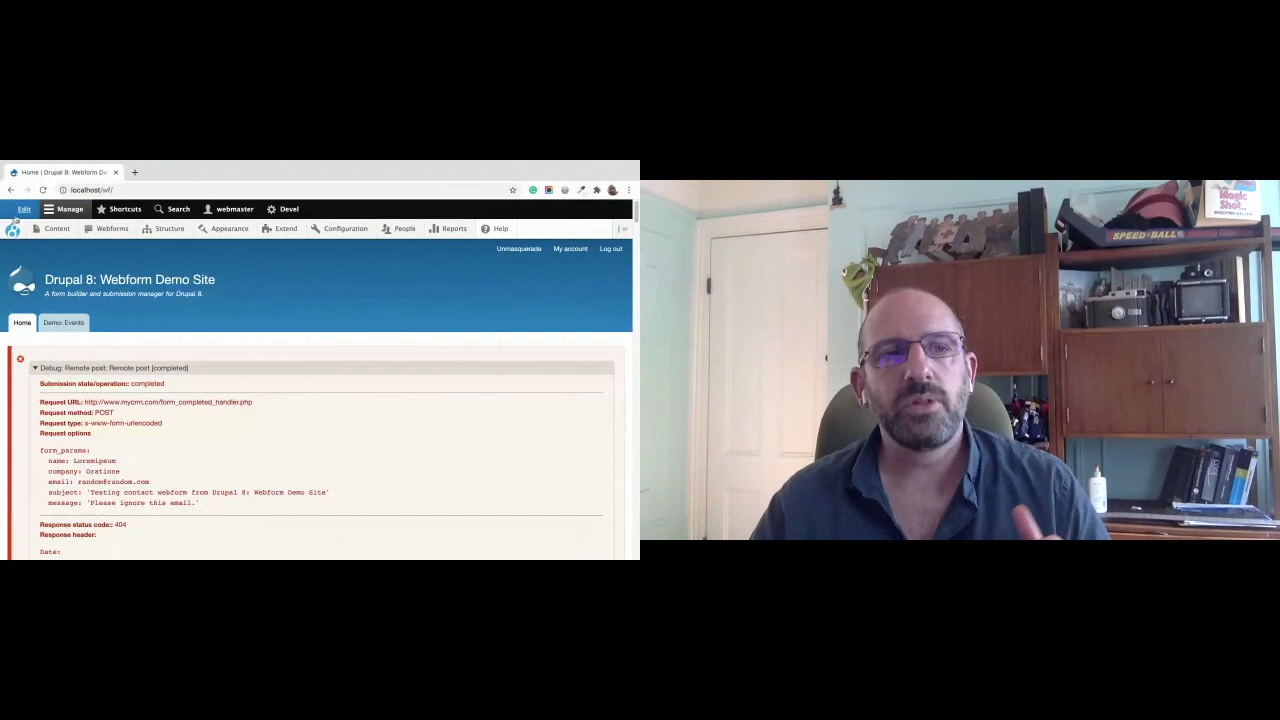 Home | Drupal 8: Webform De
localhost/wf/
Edit Manage Shortcuts Search webmaster Devel
Content Webforms Structure Appearance Extend Configuration People Reports Help
Unmasquerade My account Log out
Drupal 8: Webform Demo Site
A form builder and submission manager for Drupal 8.
Home Demo: Events
Debug: Remote post: Remote post [completed]
Submission state/operation:: completed
Request URL: http://www.mycrm.com/form_completed_handler.php
Request method: POST
Request type: x-www-form-urlencoded
Request options
form_params:
name: Loremipsum
company: Oratione
email: random@random.com
subject: 'Testing contact webform from Drupal 8: Webform Demo Site'
message: 'Please ignore this email.'
Response status code:: 404
Response header:
Date:
Magic
Shot..
SPEED BALL